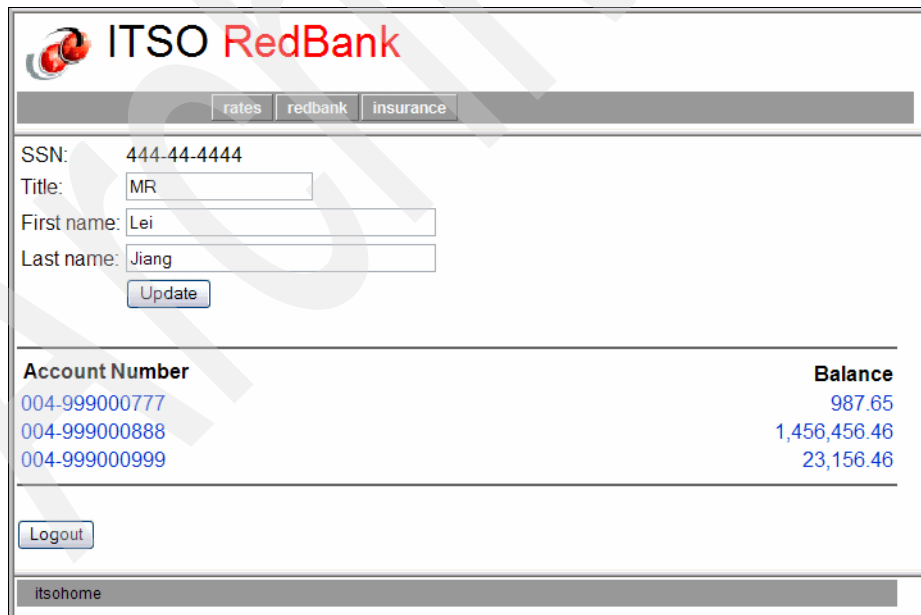 ITSO RedBank
rates redbank insurance
SSN: 444-44-4444
Title: MR
First name: Lei
Last name: Jiang
Update
Account Number Balance
004-999000777 987.65
004-999000888 1,456,456.46
004-999000999 23,156.46
Logout
itsohome